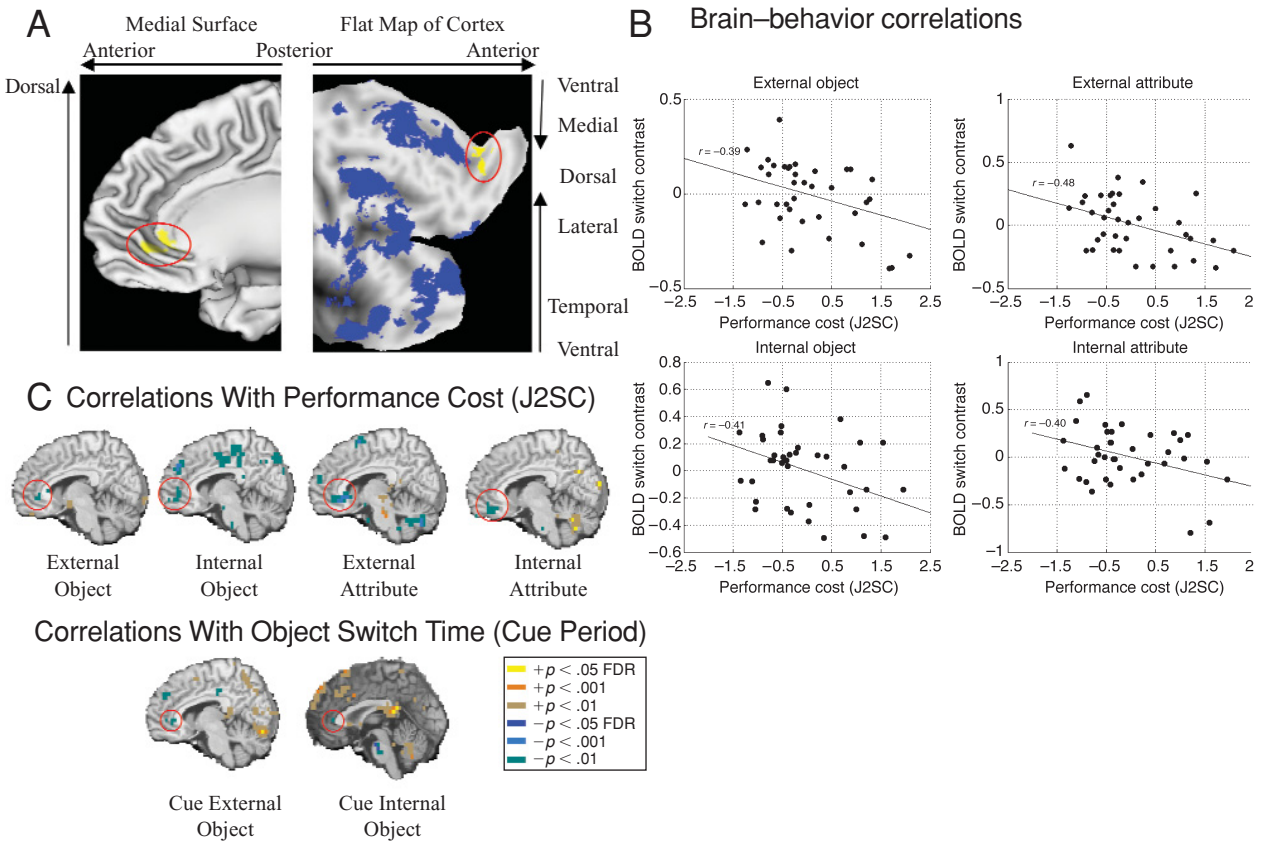 A
Medial Surface
Flat Map of Cortex
Anterior
Posterior
Anterior
Dorsal
Ventral
Medial
Dorsal
Lateral
Temporal
Ventral
B
Brain–behavior correlations
External object
0.5
0
−0.5
BOLD switch contrast
r = −0.39
−2.5 −1.5 −0.5 0.5 1.5 2.5
Performance cost (J2SC)
External attribute
1
0.5
0
−0.5
BOLD switch contrast
r = −0.48
−2.5 −1.5 −0.5 0.5 1.5 2
Performance cost (J2SC)
Internal object
0.8
0.6
0.4
0.2
0
−0.2
−0.4
−0.6
BOLD switch contrast
r = −0.41
−2.5 −1.5 −0.5 0.5 1.5 2.5
Performance cost (J2SC)
Internal attribute
1
0.5
0
−0.5
−1
BOLD switch contrast
r = −0.40
−2.5 −1.5 −0.5 0.5 1.5 2
Performance cost (J2SC)
C
Correlations With Performance Cost (J2SC)
External
Object
Internal
Object
External
Attribute
Internal
Attribute
Correlations With Object Switch Time (Cue Period)
Cue External
Object
Cue Internal
Object
+p < .05 FDR
+p < .001
+p < .01
−p < .05 FDR
−p < .001
−p < .01